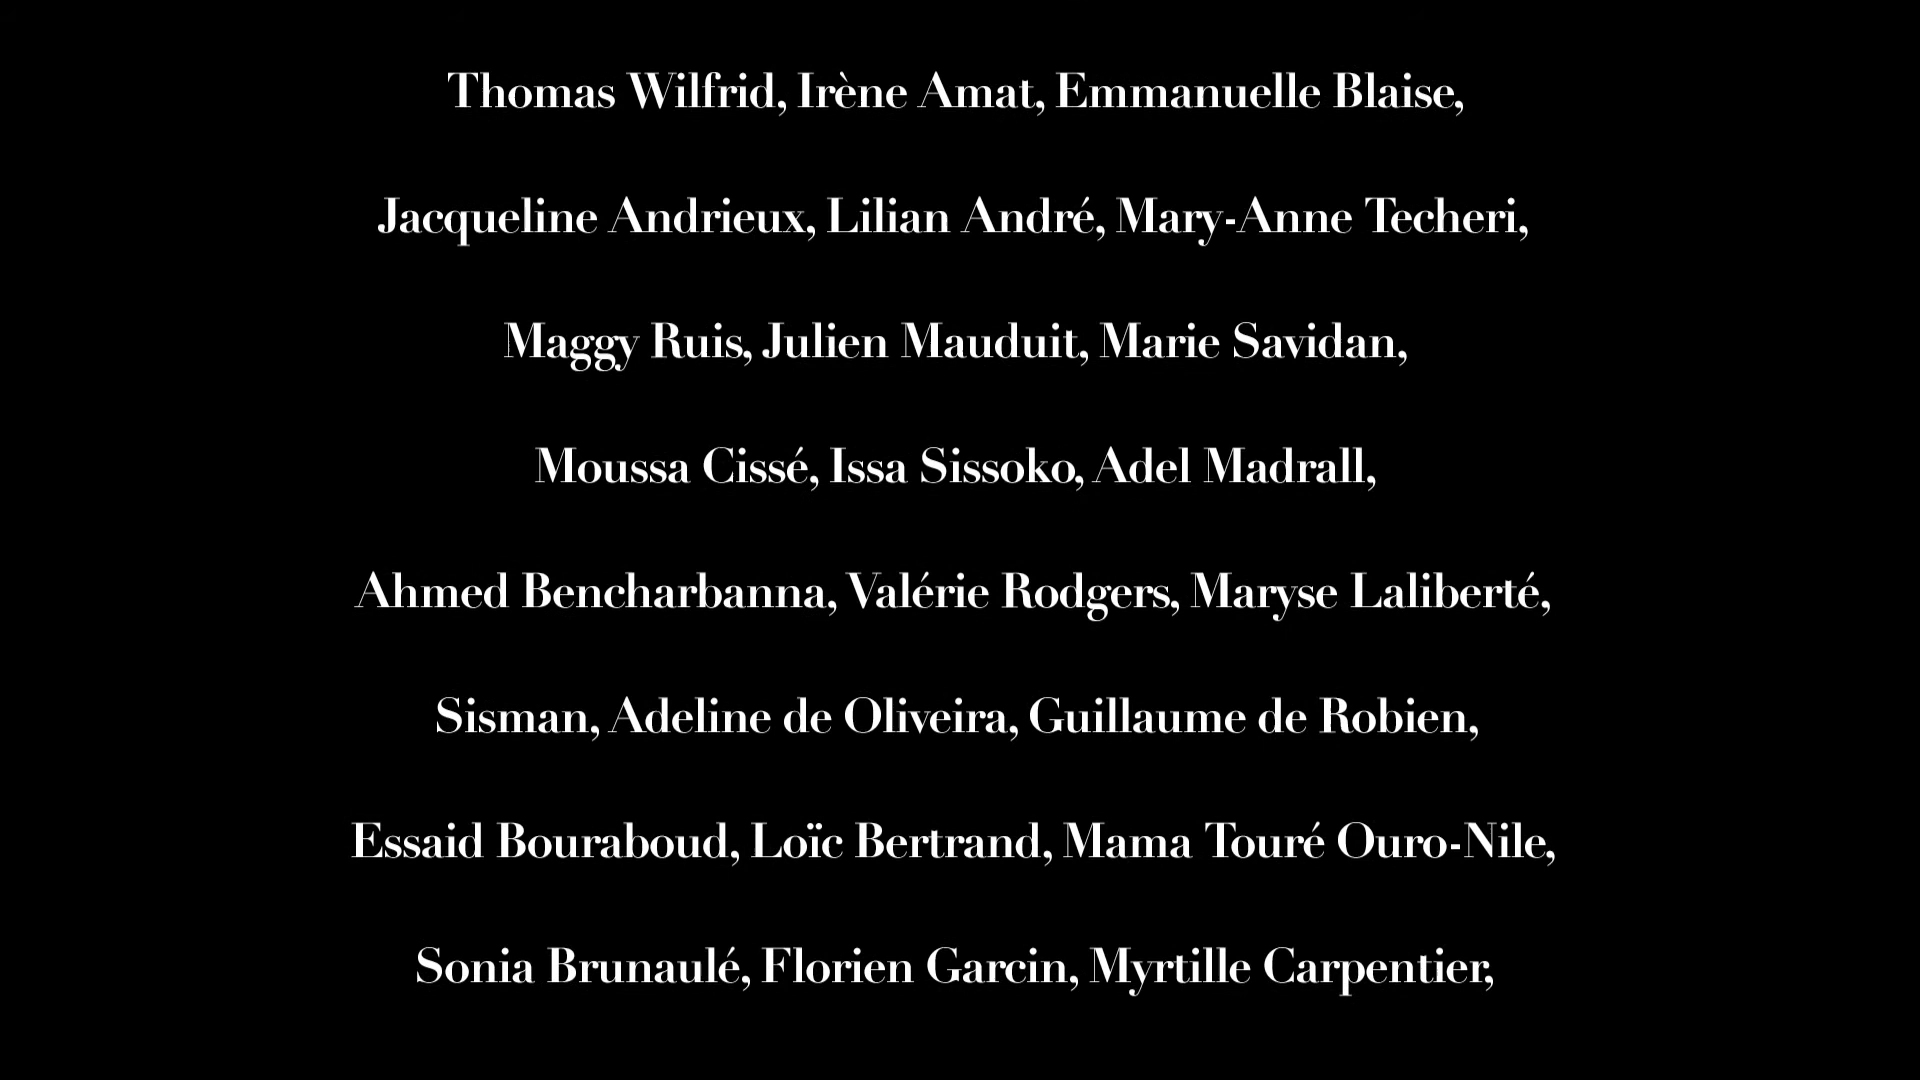 Thomas Wilfrid, Irène Amat, Emmanuelle Blaise,
Jacqueline Andrieux, Lilian André, Mary-Anne Techeri,
Maggy Ruis, Julien Mauduit, Marie Savidan,
Moussa Cissé, Issa Sissoko, Adel Madrall,
Ahmed Bencharbanna, Valérie Rodgers, Maryse Laliberté,
Sisman, Adeline de Oliveira, Guillaume de Robien,
Essaid Bouraboud, Loïc Bertrand, Mama Touré Ouro-Nile,
Sonia Brunaulé, Florien Garcin, Myrtille Carpentier,